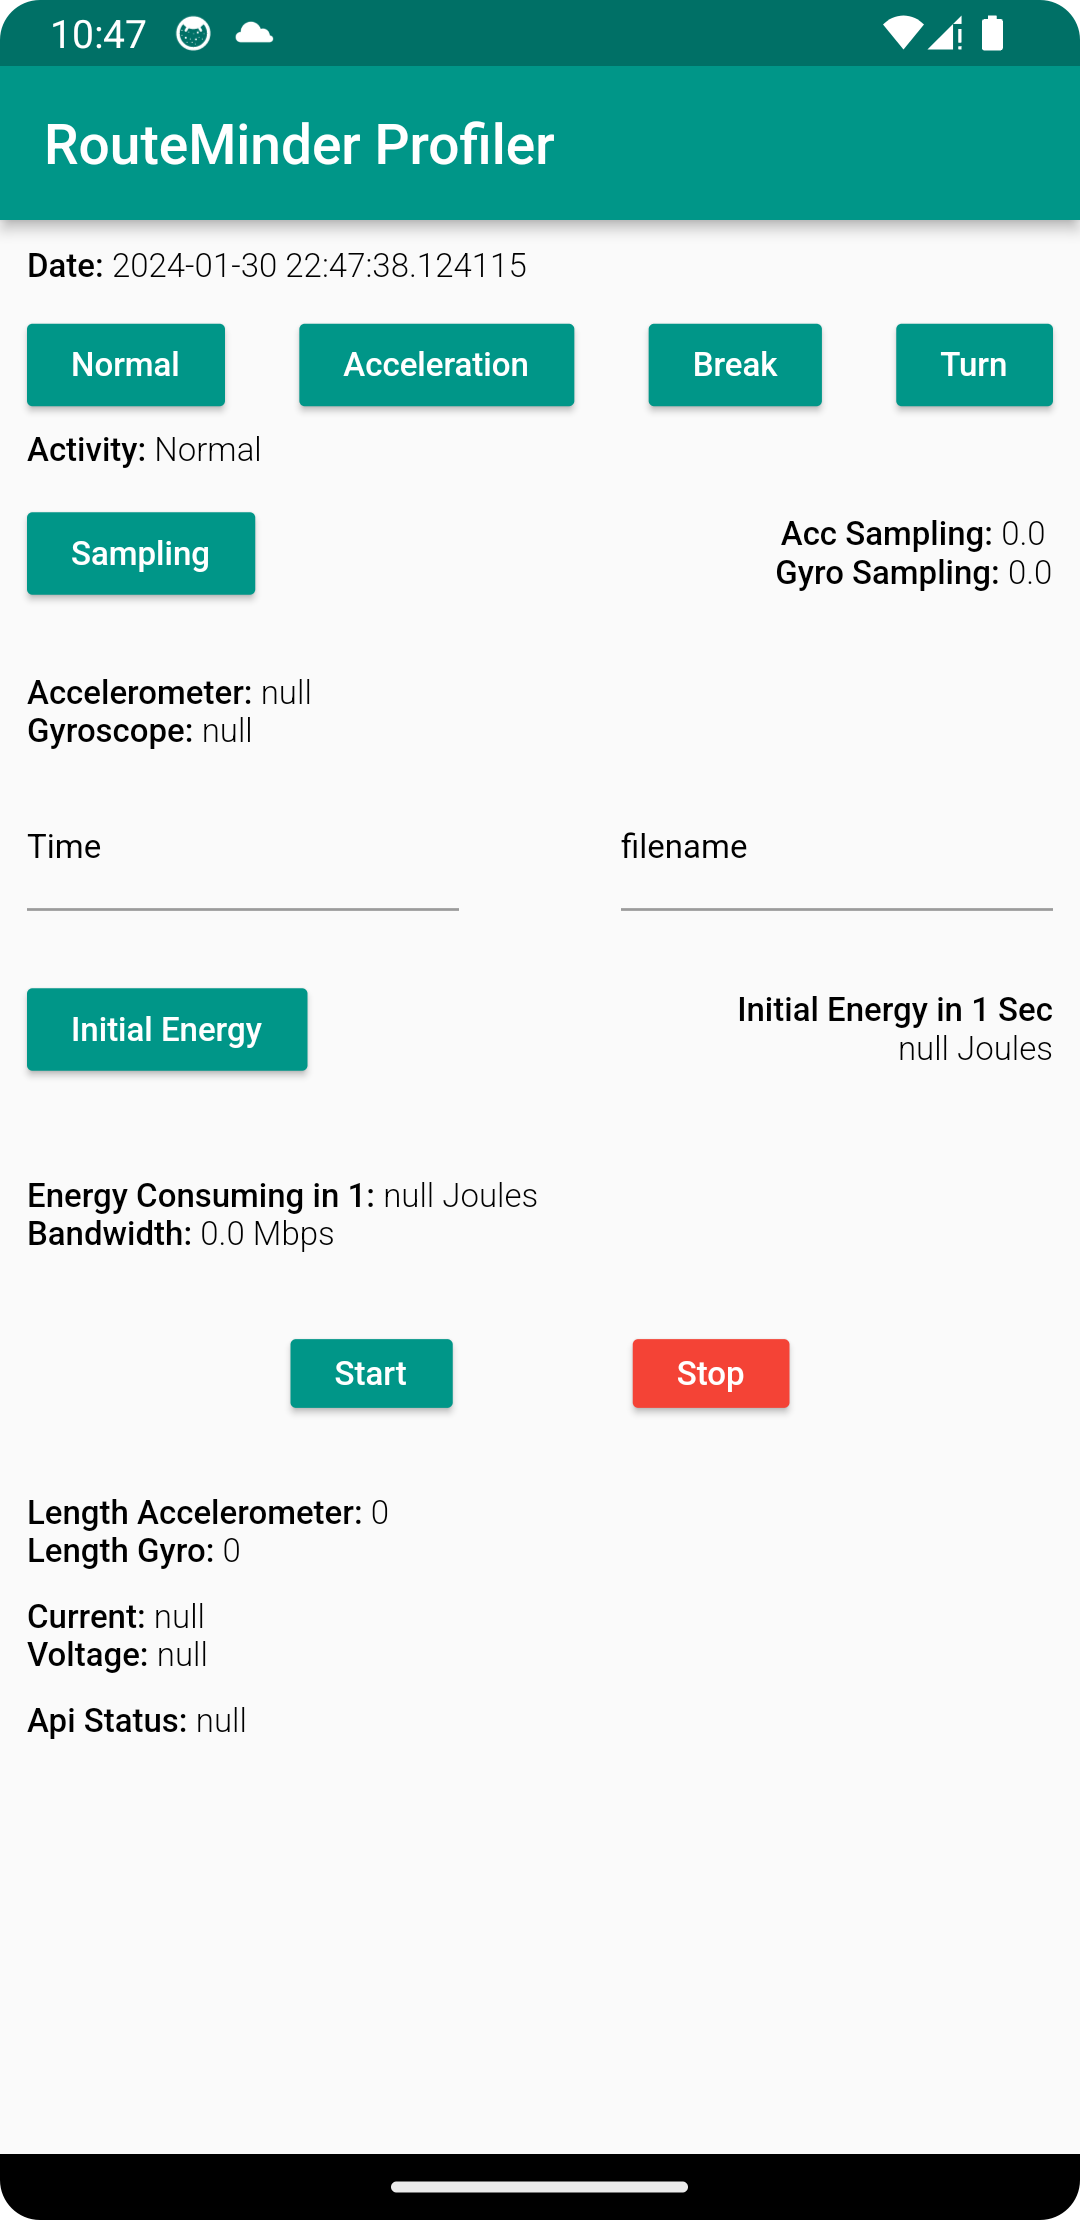 10:47
RouteMinder Profiler
Date: 2024-01-30 22:47:38.124115
Normal Acceleration Break Turn
Activity: Normal
Sampling
Acc Sampling: 0.0
Gyro Sampling: 0.0
Accelerometer: null
Gyroscope: null
Time filename
Initial Energy
Initial Energy in 1 Sec
null Joules
Energy Consuming in 1: null Joules
Bandwidth: 0.0 Mbps
Start Stop
Length Accelerometer: 0
Length Gyro: 0
Current: null
Voltage: null
Api Status: null